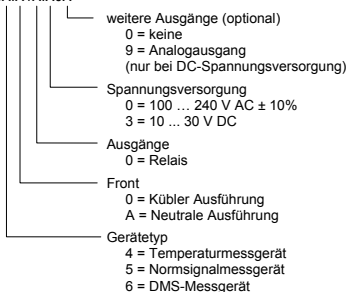 weitere Ausgänge (optional)
0 = keine
9 = Analogausgang
(nur bei DC-Spannungsversorgung)
Spannungsversorgung
0 = 100 … 240 V AC ± 10%
3 = 10 ... 30 V DC
Ausgänge
0 = Relais
Front
0 = Kübler Ausführung
A = Neutrale Ausführung
Gerätetyp
4 = Temperaturmessgerät
5 = Normsignalmessgerät
6 = DMS-Messgerät